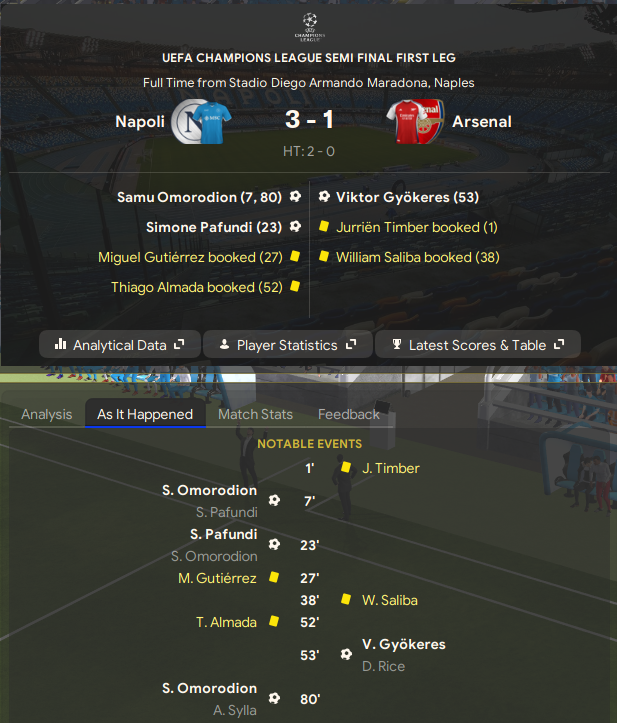 CHAMPIONS
LEAGUE
UEFA CHAMPIONS LEAGUE SEMI FINAL FIRST LEG
Full Time from Stadio Diego Armando Maradona, Naples
Napoli 3 - 1 Arsenal
HT: 2 - 0
Samu Omorodion (7, 80) Viktor Gyökeres (53)
Simone Pafundi (23) Jurriën Timber booked (1)
Miguel Gutiérrez booked (27) William Saliba booked (38)
Thiago Almada booked (52)
Analytical Data Player Statistics Latest Scores & Table
Analysis As It Happened Match Stats Feedback
NOTABLE EVENTS
1' J. Timber
S. Omorodion 7'
S. Pafundi
S. Pafundi 23'
S. Omorodion
M. Gutiérrez 27'
38' W. Saliba
T. Almada 52'
53' V. Gyökeres
D. Rice
S. Omorodion 80'
A. Sylla